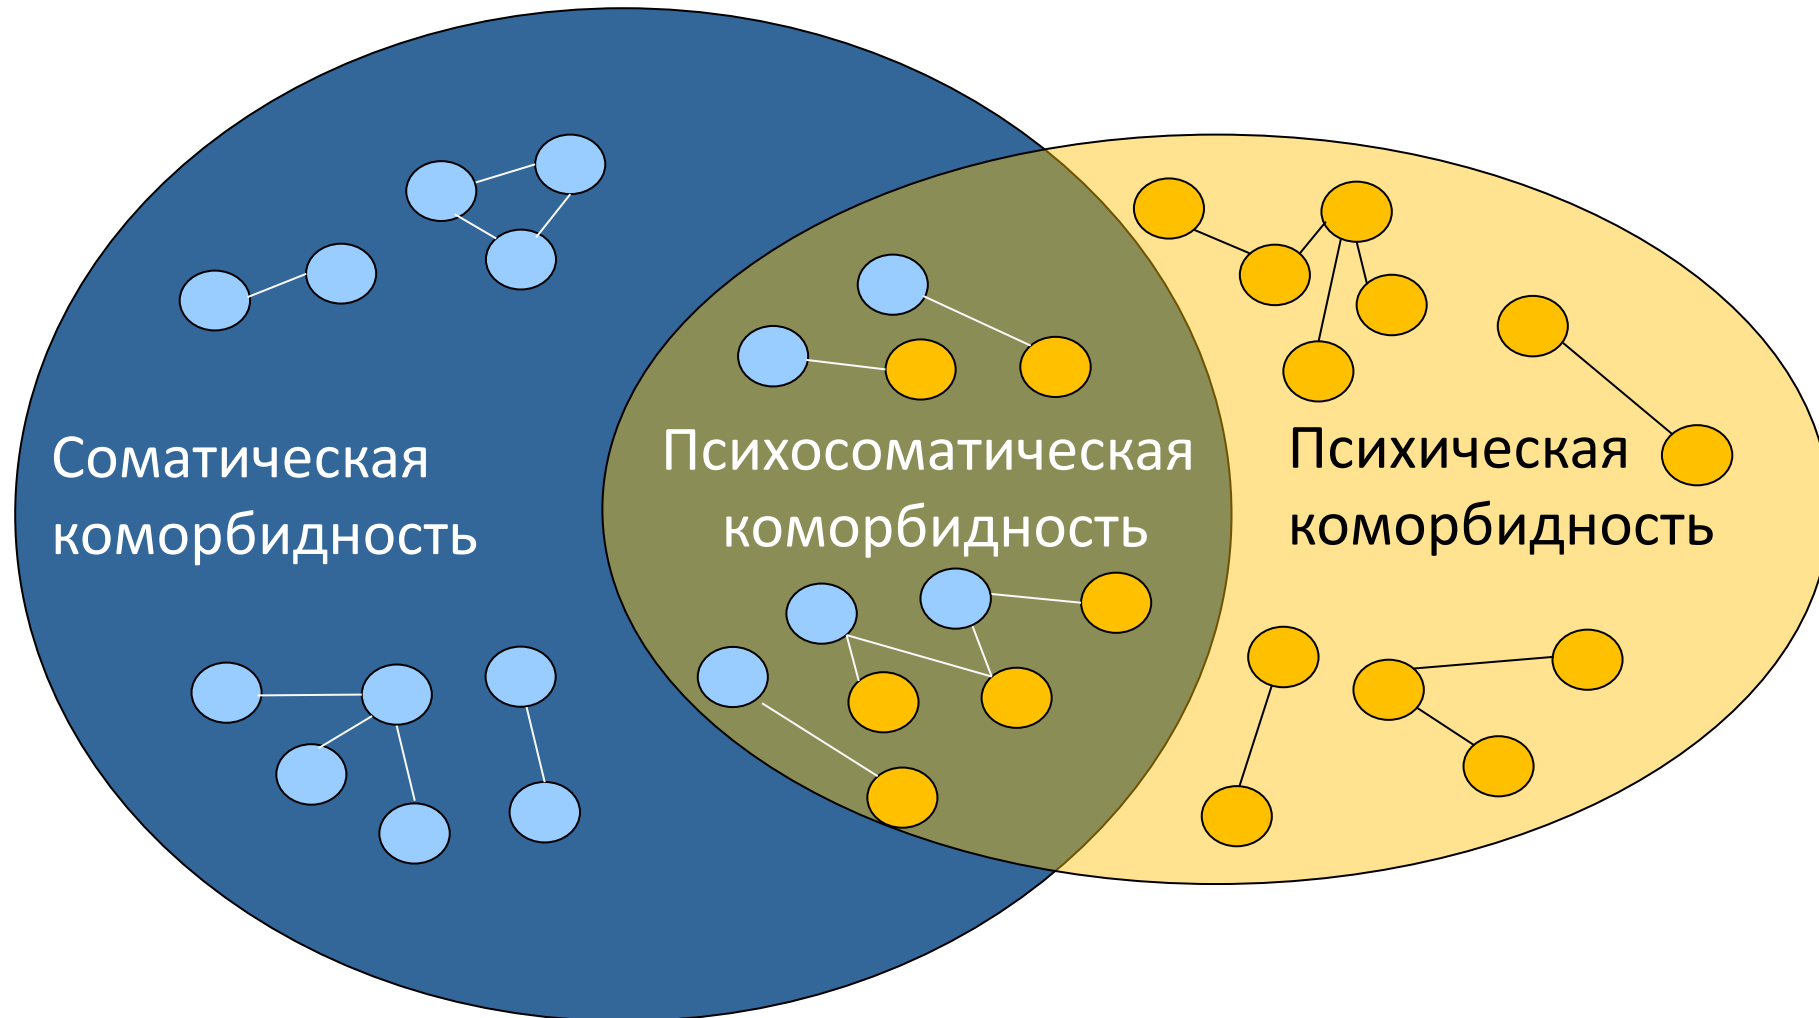 Соматическая
коморбидность
Психосоматическая
коморбидность
Психическая
коморбидность